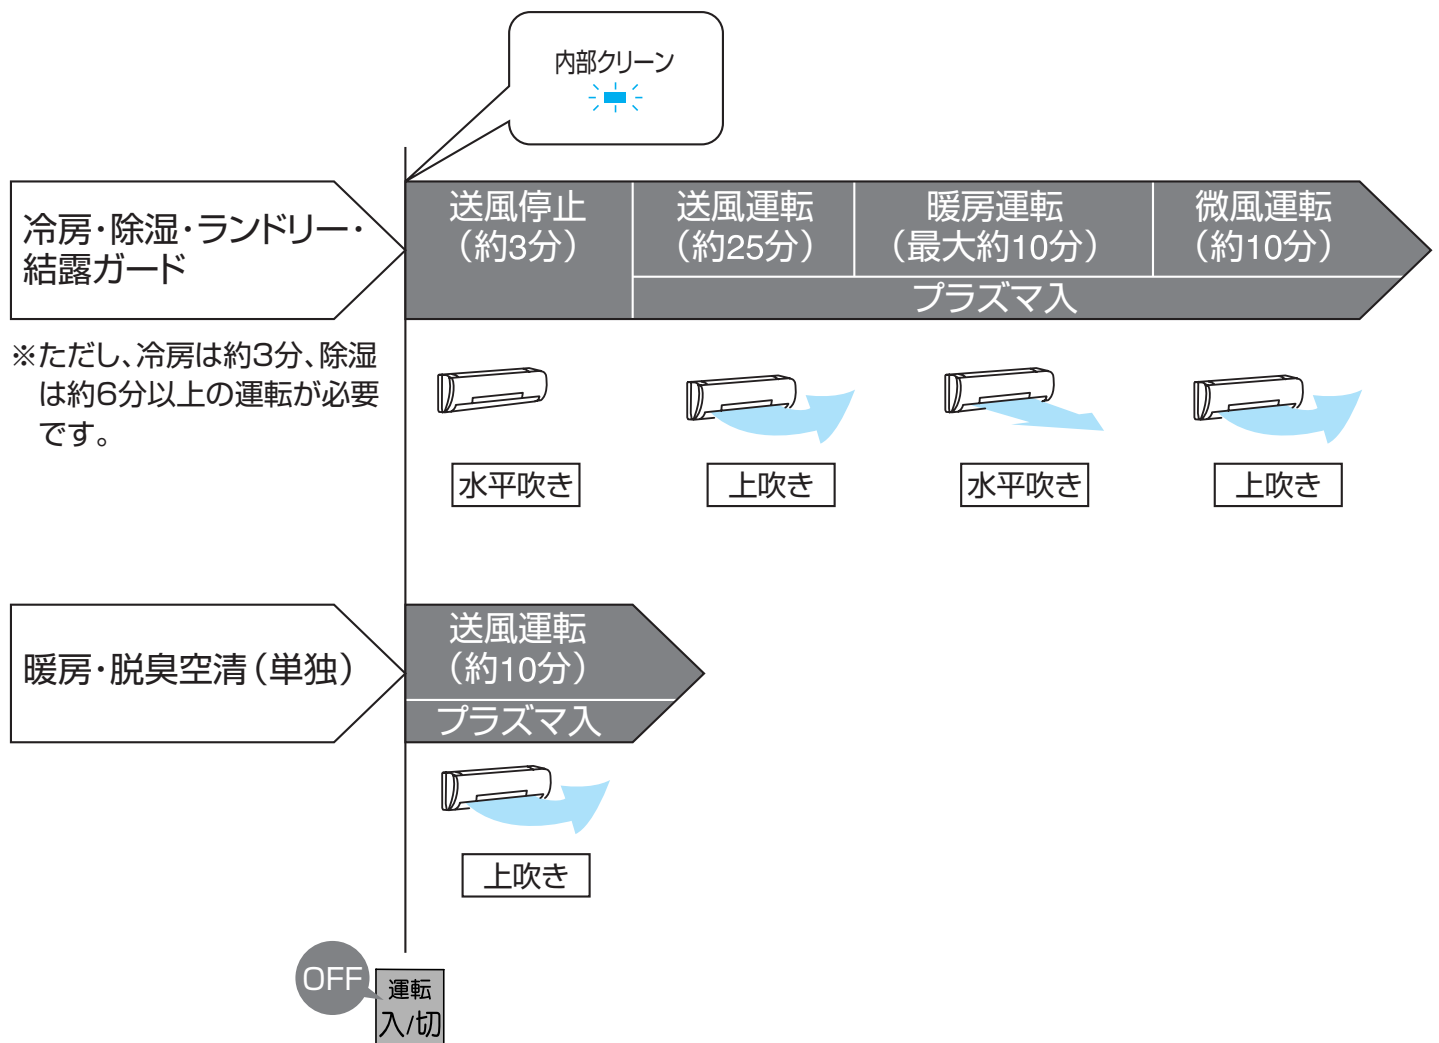 内部クリーン
冷房・除湿・ランドリー・
結露ガード
送風停止
（約3分）
送風運転
（約25分）
暖房運転
（最大約10分）
微風運転
（約10分）
プラズマ入
※ただし、冷房は約3分、除湿
は約6分以上の運転が必要
です。
水平吹き
上吹き
水平吹き
上吹き
暖房・脱臭空清（単独）
送風運転
（約10分）
プラズマ入
上吹き
OFF
運転
入/切